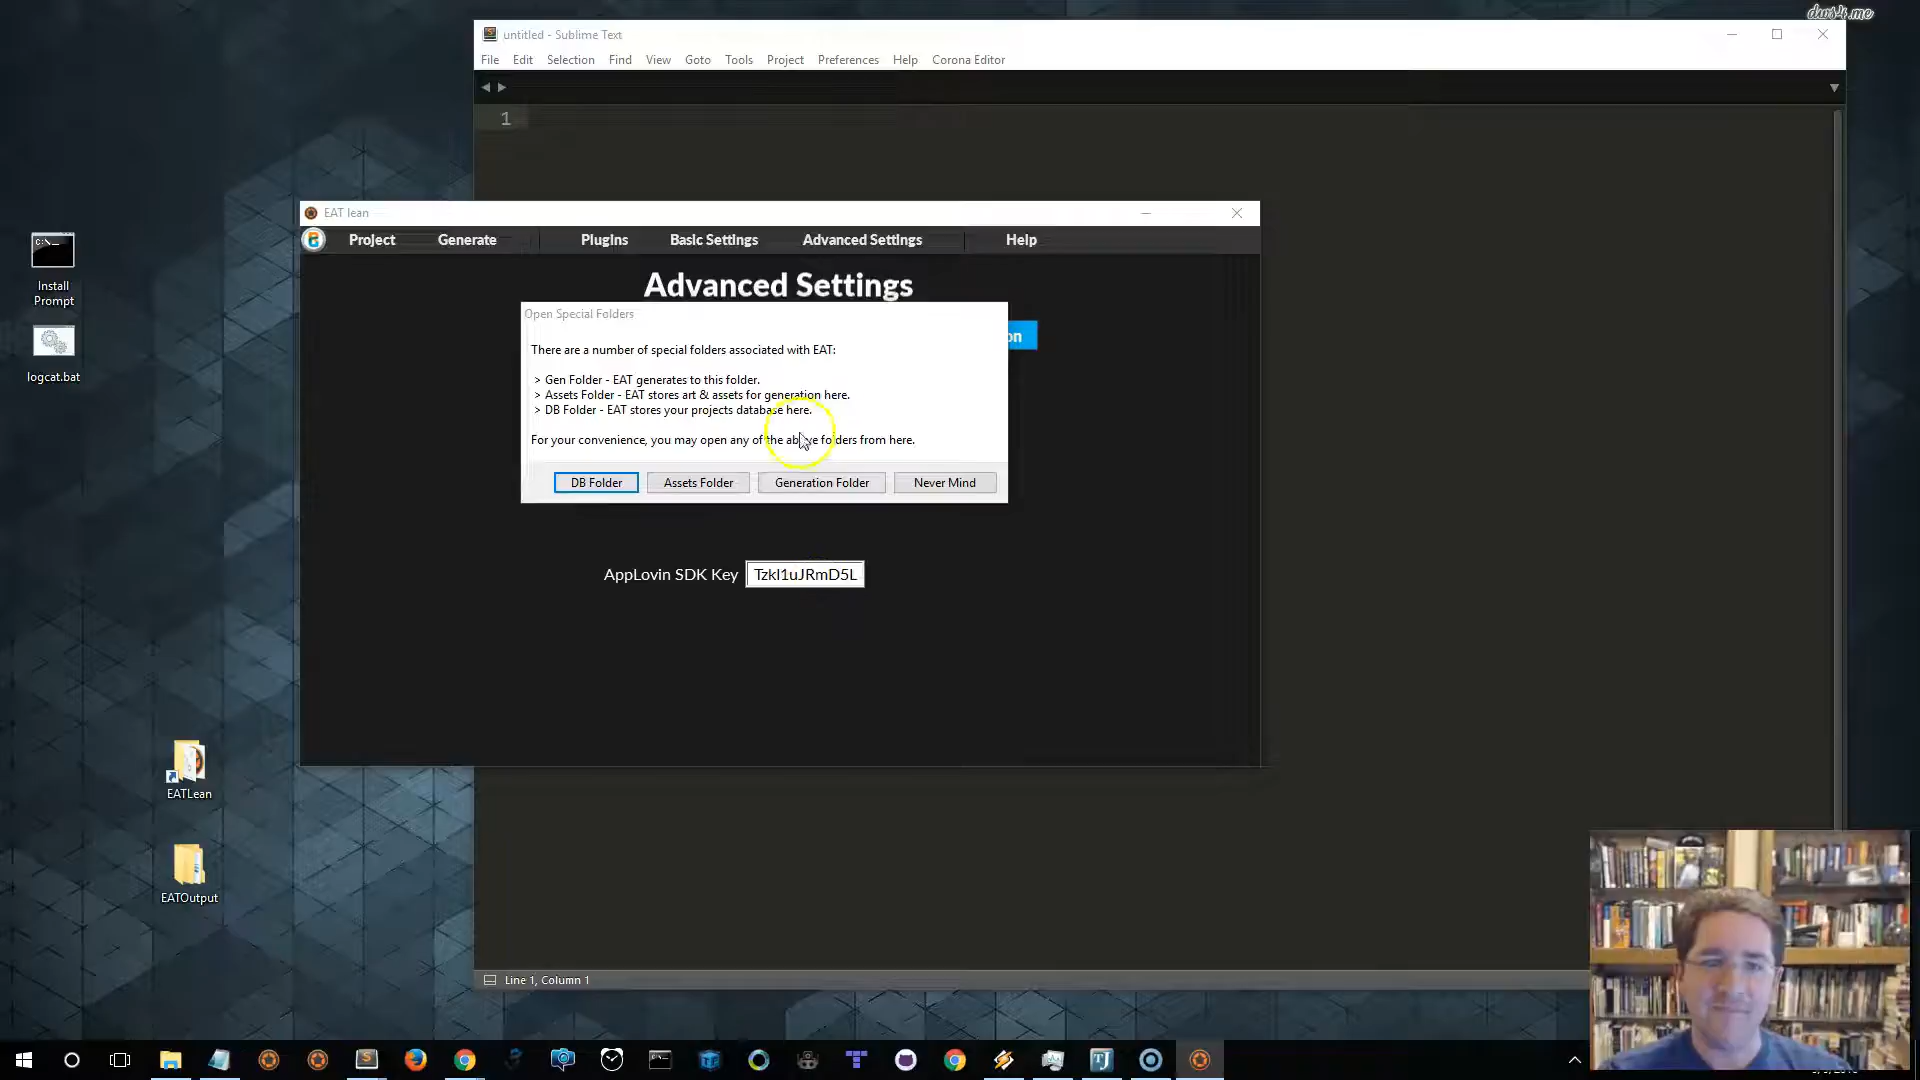 dws4.me
untitled - Sublime Text
File Edit Selection Find View Goto Tools Project Preferences Help Corona Editor
1
EAT lean
Project Generate Plugins Basic Settings Advanced Settings Help
Advanced Settings
Open Special Folders
on
There are a number of special folders associated with EAT:
> Gen Folder - EAT generates to this folder.
> Assets Folder - EAT stores art & assets for generation here.
> DB Folder - EAT stores your projects database here.
For your convenience, you may open any of the above folders from here.
DB Folder Assets Folder Generation Folder Never Mind
AppLovin SDK Key TzkI1uJRmD5L
Install
Prompt
logcat.bat
EATLean
EATOutput
Line 1, Column 1